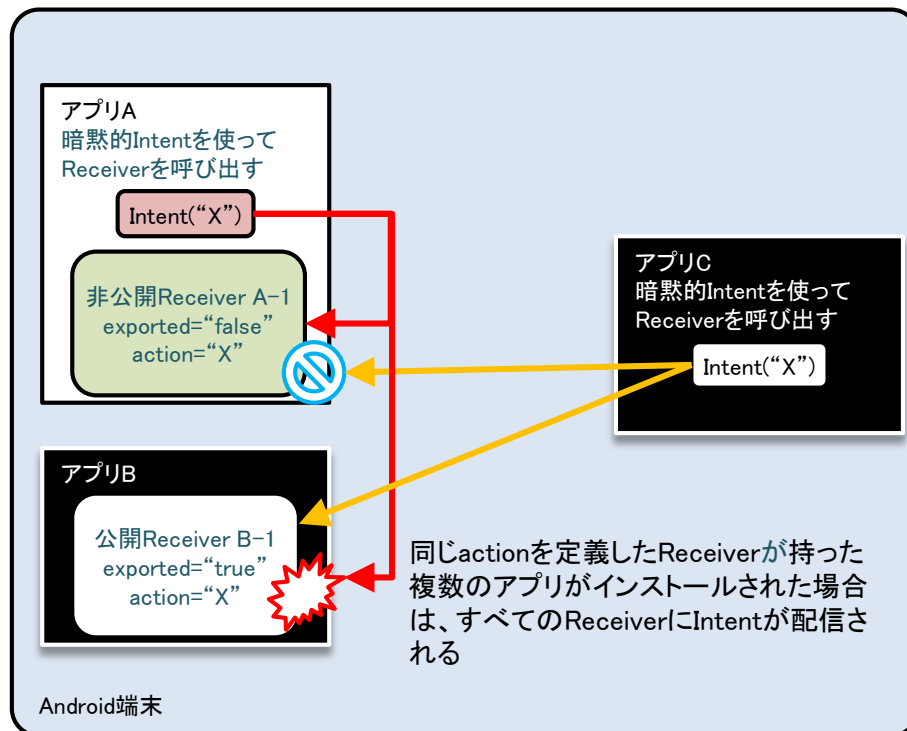 アプリA
暗黙的Intentを使って
Receiverを呼び出す
Intent(“X”)
非公開Receiver A-1
exported=“false”
action=“X”
アプリC
暗黙的Intentを使って
Receiverを呼び出す
Intent(“X”)
アプリB
公開Receiver B-1
exported=“true”
action=“X”
同じactionを定義したReceiverが持った
複数のアプリがインストールされた場合
は、すべてのReceiverにIntentが配信さ
れる
Android端末